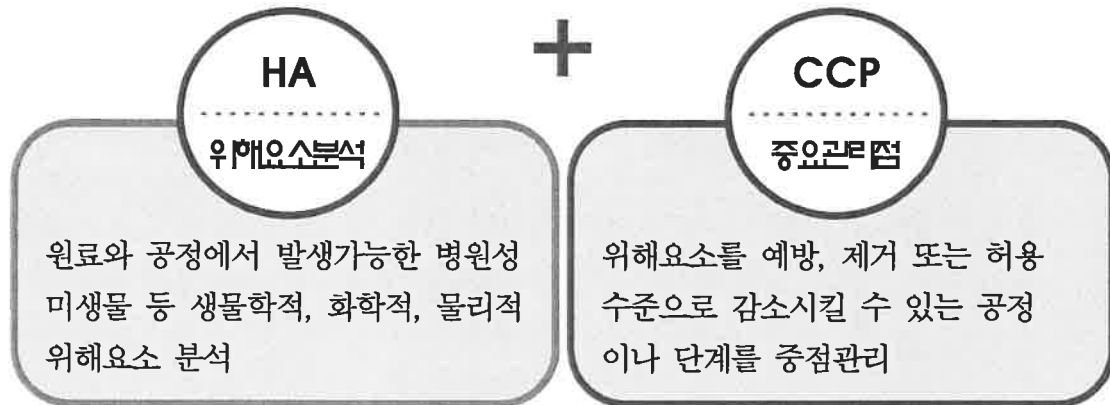 HA
위해요소분석
원료와 공정에서 발생가능한 병원성
미생물 등 생물학적, 화학적, 물리적
위해요소 분석
+
CCP
중요관리점
위해요소를 예방, 제거 또는 허용
수준으로 감소시킬 수 있는 공정
이나 단계를 중점관리